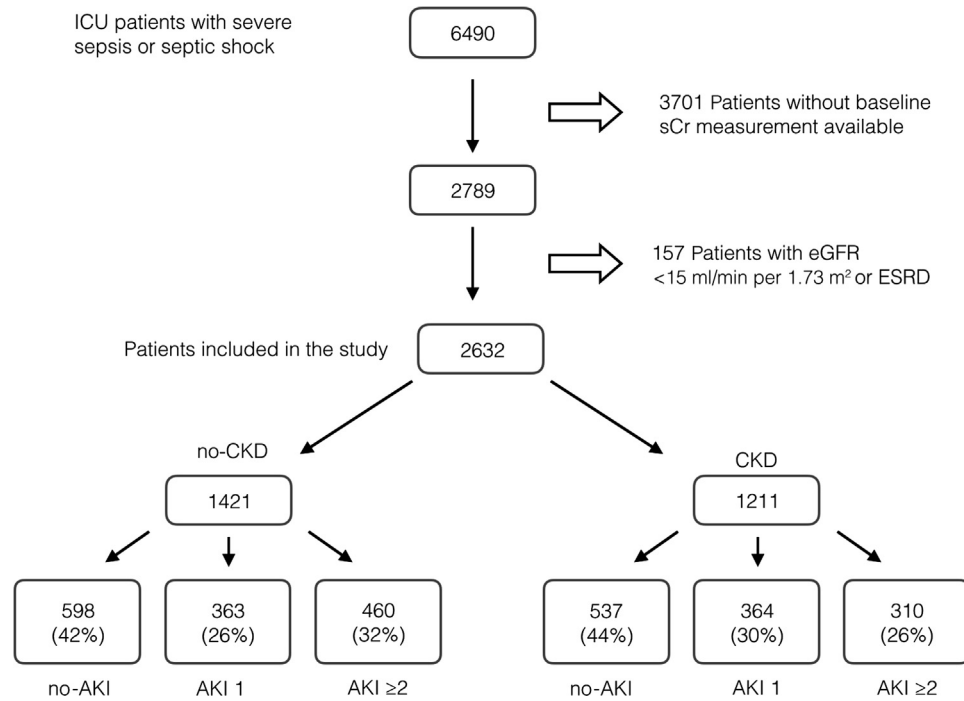 ICU patients with severe
sepsis or septic shock
6490
3701 Patients without baseline
sCr measurement available
2789
157 Patients with eGFR
<15 ml/min per 1.73 m² or ESRD
Patients included in the study
2632
no-CKD
CKD
1421
1211
598
(42%)
363
(26%)
460
(32%)
537
(44%)
364
(30%)
310
(26%)
no-AKI
AKI 1
AKI ≥2
no-AKI
AKI 1
AKI ≥2